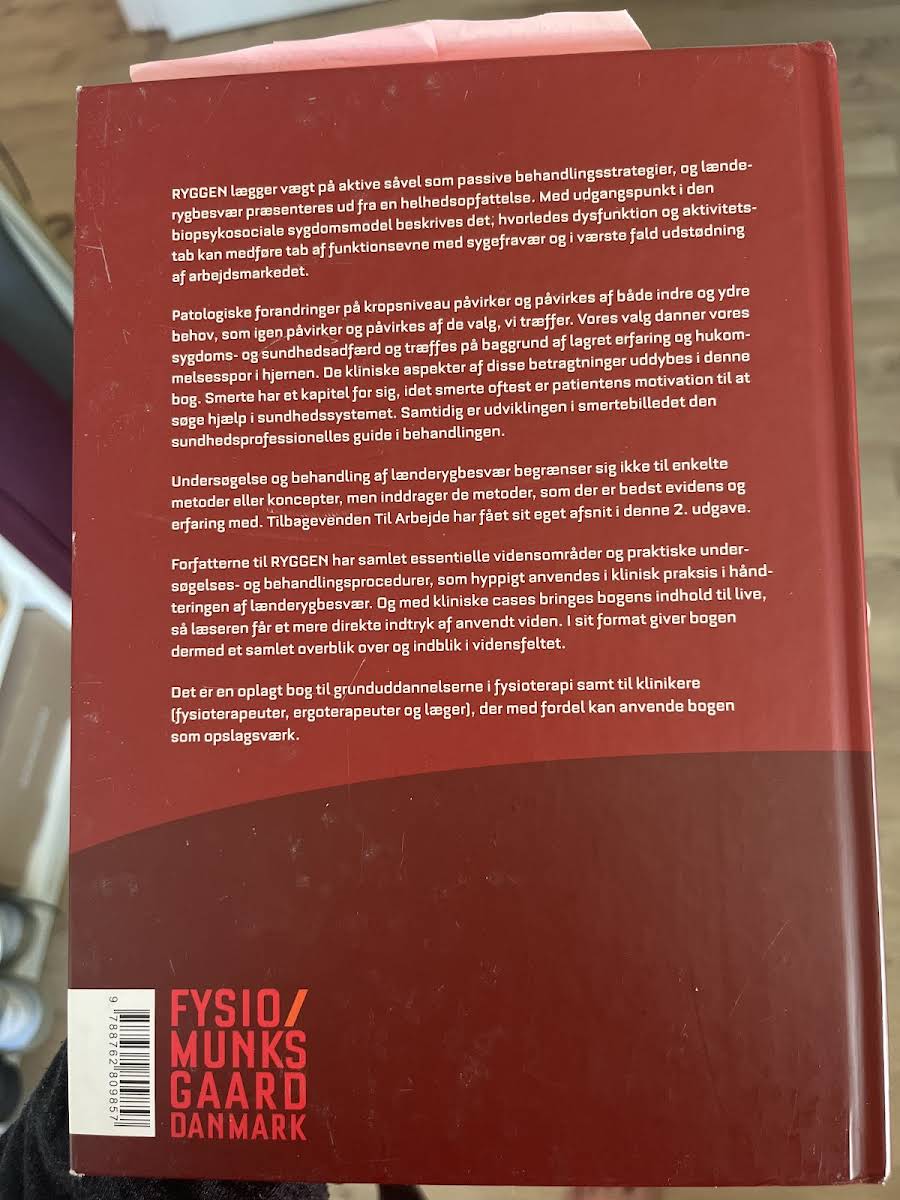 RYGGEN lægger vægt på aktive såvel som passive behandlingsstrategier, og lænde-
rygbesvær præsenteres ud fra en helhedsopfattelse. Med udgangspunkt i den
biopsykosociale sygdomsmodel beskrives det; hvorledes dysfunktion og aktivitets-
tab kan medføre tab af funktionsevne med sygefravær og i værste fald udstødning
af arbejdsmarkedet.
Patologiske forandringer på kropsniveau påvirker og påvirkes af både indre og ydre
behov, som igen påvirker og påvirkes af de valg, vi træffer. Vores valg danner vores
sygdoms- og sundhedsadfærd og træffes på baggrund af lagret erfaring og hukom-
melsesspor i hjernen. De kliniske aspekter af disse betragtninger uddybes i denne
bog. Smerte har et kapitel for sig, idet smerte oftest er patientens motivation til at
søge hjælp i sundhedssystemet. Samtidig er udviklingen i smertebilledet den
sundhedsprofessionelles guide i behandlingen.
Undersøgelse og behandling af lænderygbesvær begrænser sig ikke til enkelte
metoder eller koncepter, men inddrager de metoder, som der er bedst evidens og
erfaring med. Tilbagevenden Til Arbejde har fået sit eget afsnit i denne 2. udgave.
Forfatterne til RYGGEN har samlet essentielle vidensområder og praktiske under-
søgelses- og behandlingsprocedurer, som hyppigt anvendes i klinisk praksis i hånd-
teringen af lænderygbesvær. Og med kliniske cases bringes bogens indhold til live,
så læseren får et mere direkte indtryk af anvendt viden. I sit format giver bogen
dermed et samlet overblik over og indblik i vidensfeltet.
Det er en oplagt bog til grunduddannelserne i fysioterapi samt til klinikere
(fysioterapeuter, ergoterapeuter og læger), der med fordel kan anvende bogen
som opslagsværk.
9 788762 809857
FYSIO/
MUNKS
GAARD
DANMARK